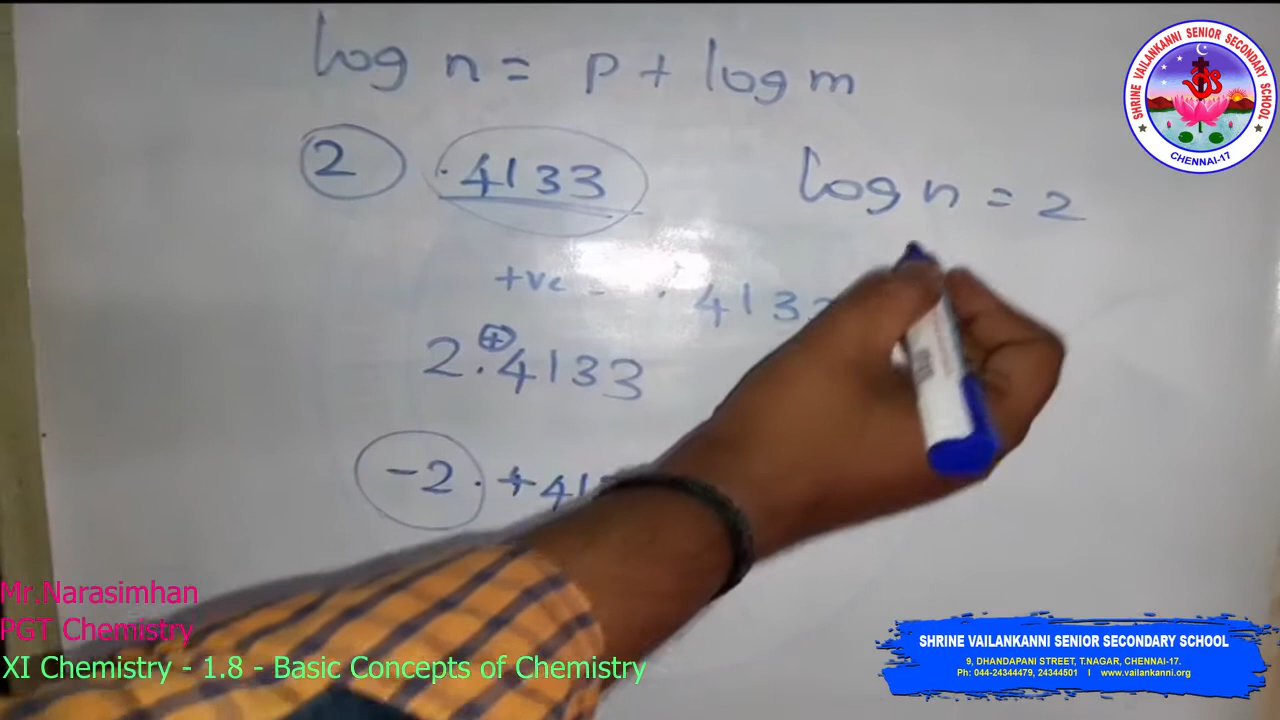 log n = p + log m
2 .4133
log n = 2
+ve - .413
2.⊕4133
-2. +41
SHRINE VAILANKANNI SENIOR SECONDARY SCHOOL
CHENNAI-17
Mr.Narasimhan
PGT Chemistry
XI Chemistry - 1.8 - Basic Concepts of Chemistry
SHRINE VAILANKANNI SENIOR SECONDARY SCHOOL
9, DHANDAPANI STREET, T.NAGAR, CHENNAI-17.
Ph: 044-24344479, 24344501 I www.vailankanni.org